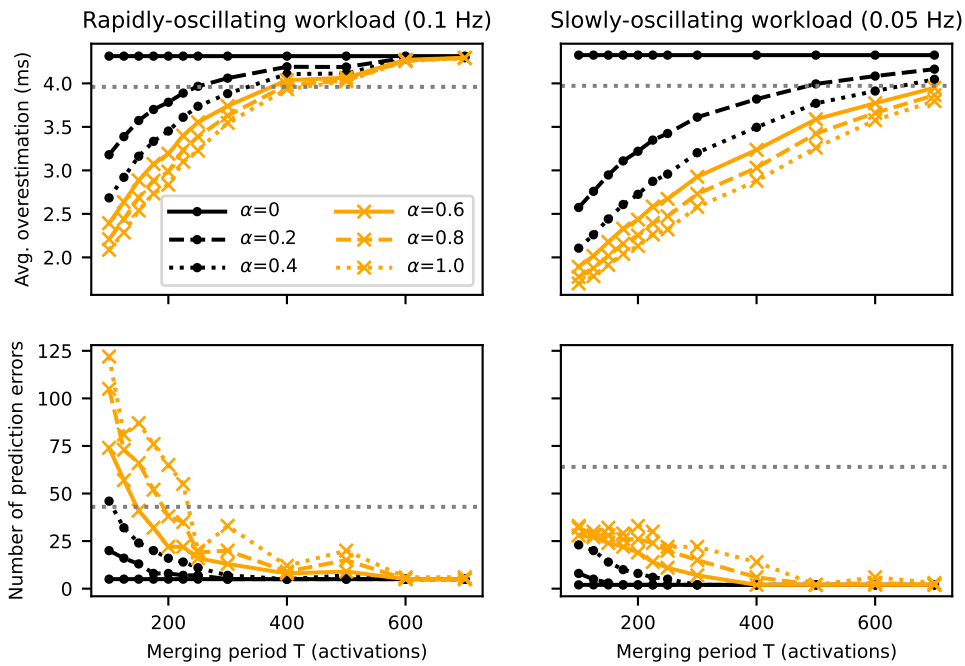 Rapidly-oscillating workload (0.1 Hz)
Slowly-oscillating workload (0.05 Hz)
Avg. overestimation (ms)
4.0
3.5
3.0
2.5
2.0
α=0
α=0.2
α=0.4
α=0.6
α=0.8
α=1.0
Number of prediction errors
125
100
75
50
25
0
200
400
600
Merging period T (activations)
200
400
600
Merging period T (activations)